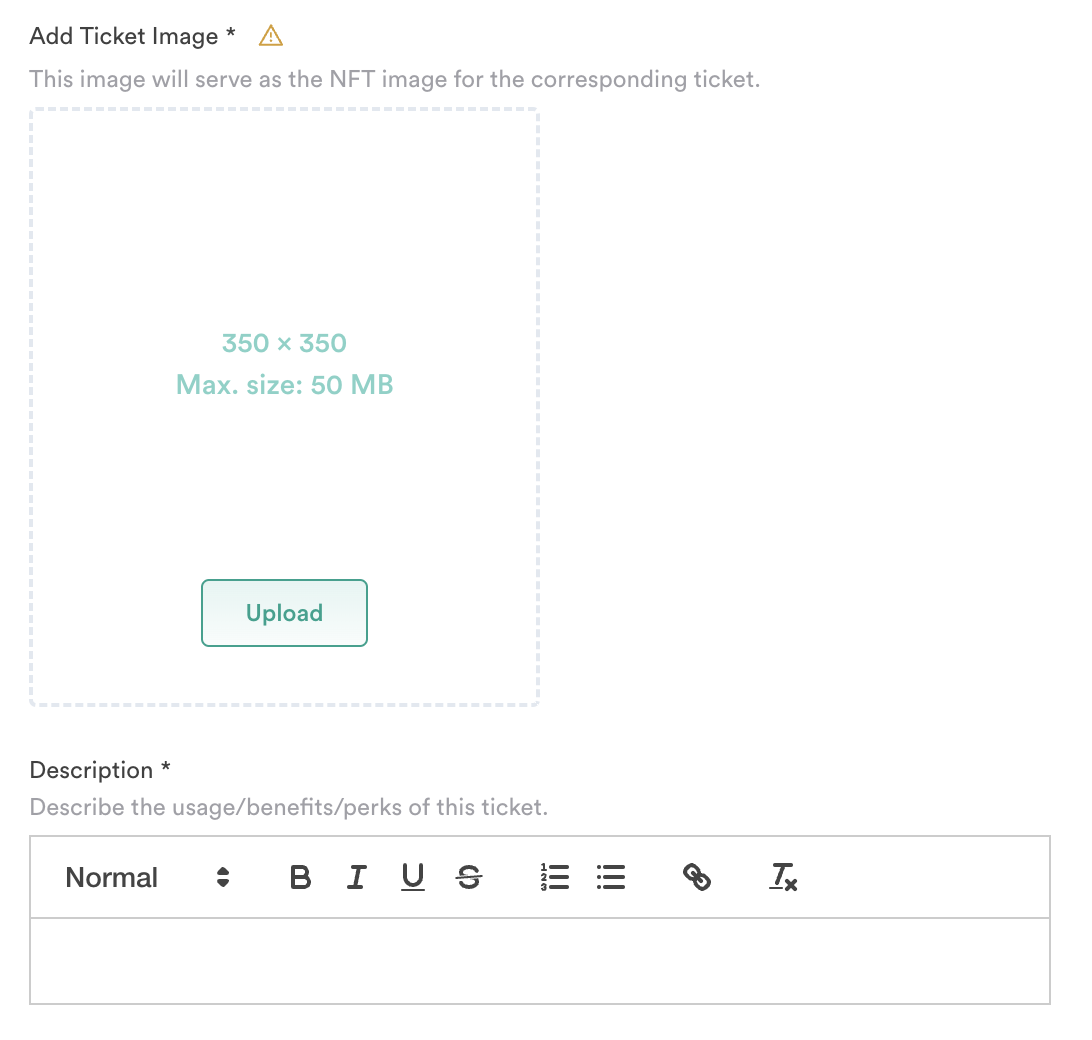 Add Ticket Image *
This image will serve as the NFT image for the corresponding ticket.
350 × 350
Max. size: 50 MB
Upload
Description *
Describe the usage/benefits/perks of this ticket.
Normal